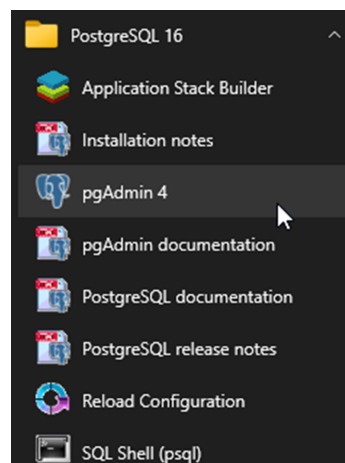 PostgreSQL 16
Application Stack Builder
Installation notes
pgAdmin 4
pgAdmin documentation
PostgreSQL documentation
PostgreSQL release notes
Reload Configuration
SQL Shell (psql)